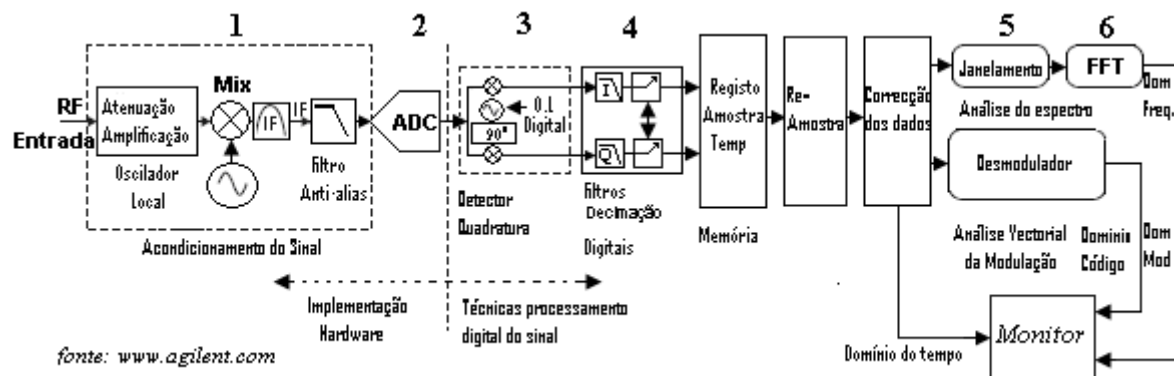 1
2
3
4
5
6
RF
Entrada
Atenuação
Amplificação
Oscilador
Local
Mix
IF
IF
filtro
Anti-alias
Acondicionamento do Sinal
ADC
0.1
Digital
90°
Detector
Quadratura
I
Q
filtros
Decimação
Digitais
Registo
Amostra
Temp
Memória
Re-
Amostra
Correcção
dos dados
Janelamento
FFT
Análise do espectro
Dom
Freq.
Desmodulador
Análise Vectorial
da Modulação
Dominio
Código
Dom
Mod
Implementação
Hardware
Técnicas processamento
digital do sinal
Domínio do tempo
Monitor
fonte: www.agilent.com